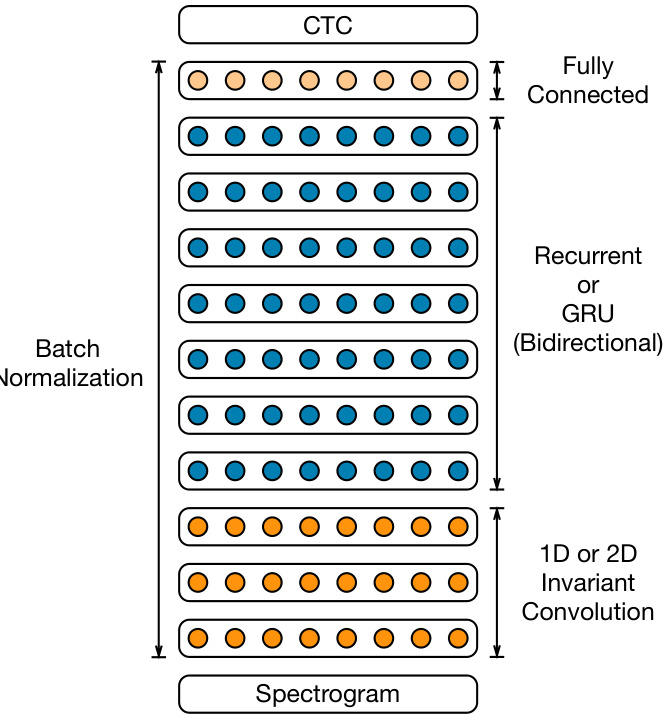 CTC
Fully
Connected
Recurrent
or
GRU
(Bidirectional)
Batch
Normalization
1D or 2D
Invariant
Convolution
Spectrogram